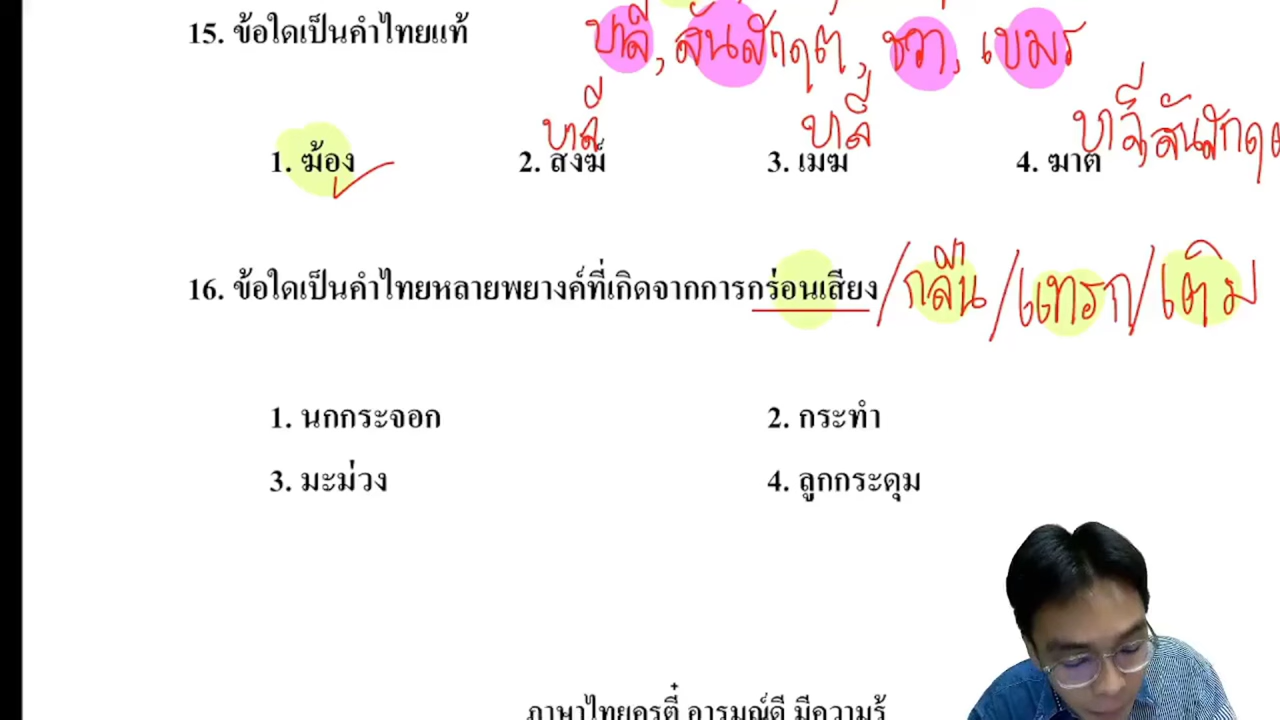 15. ข้อใดเป็นคำไทยแท้ บาลี, สันสกฤต, ชวา, เขมร
บาลี บาลี บาลี, สันสกฤต
1. ฆ้อง 2. สงฆ์ 3. เมฆ 4. ฆาต
16. ข้อใดเป็นคำไทยหลายพยางค์ที่เกิดจากการกร่อนเสียง / กลืน / แทรก / เติม
1. นกกระจอก 2. กระทำ
3. มะม่วง 4. ลูกกระดุม
ภาษาไทยครูตี๋ อารมณ์ดี มีความรู้